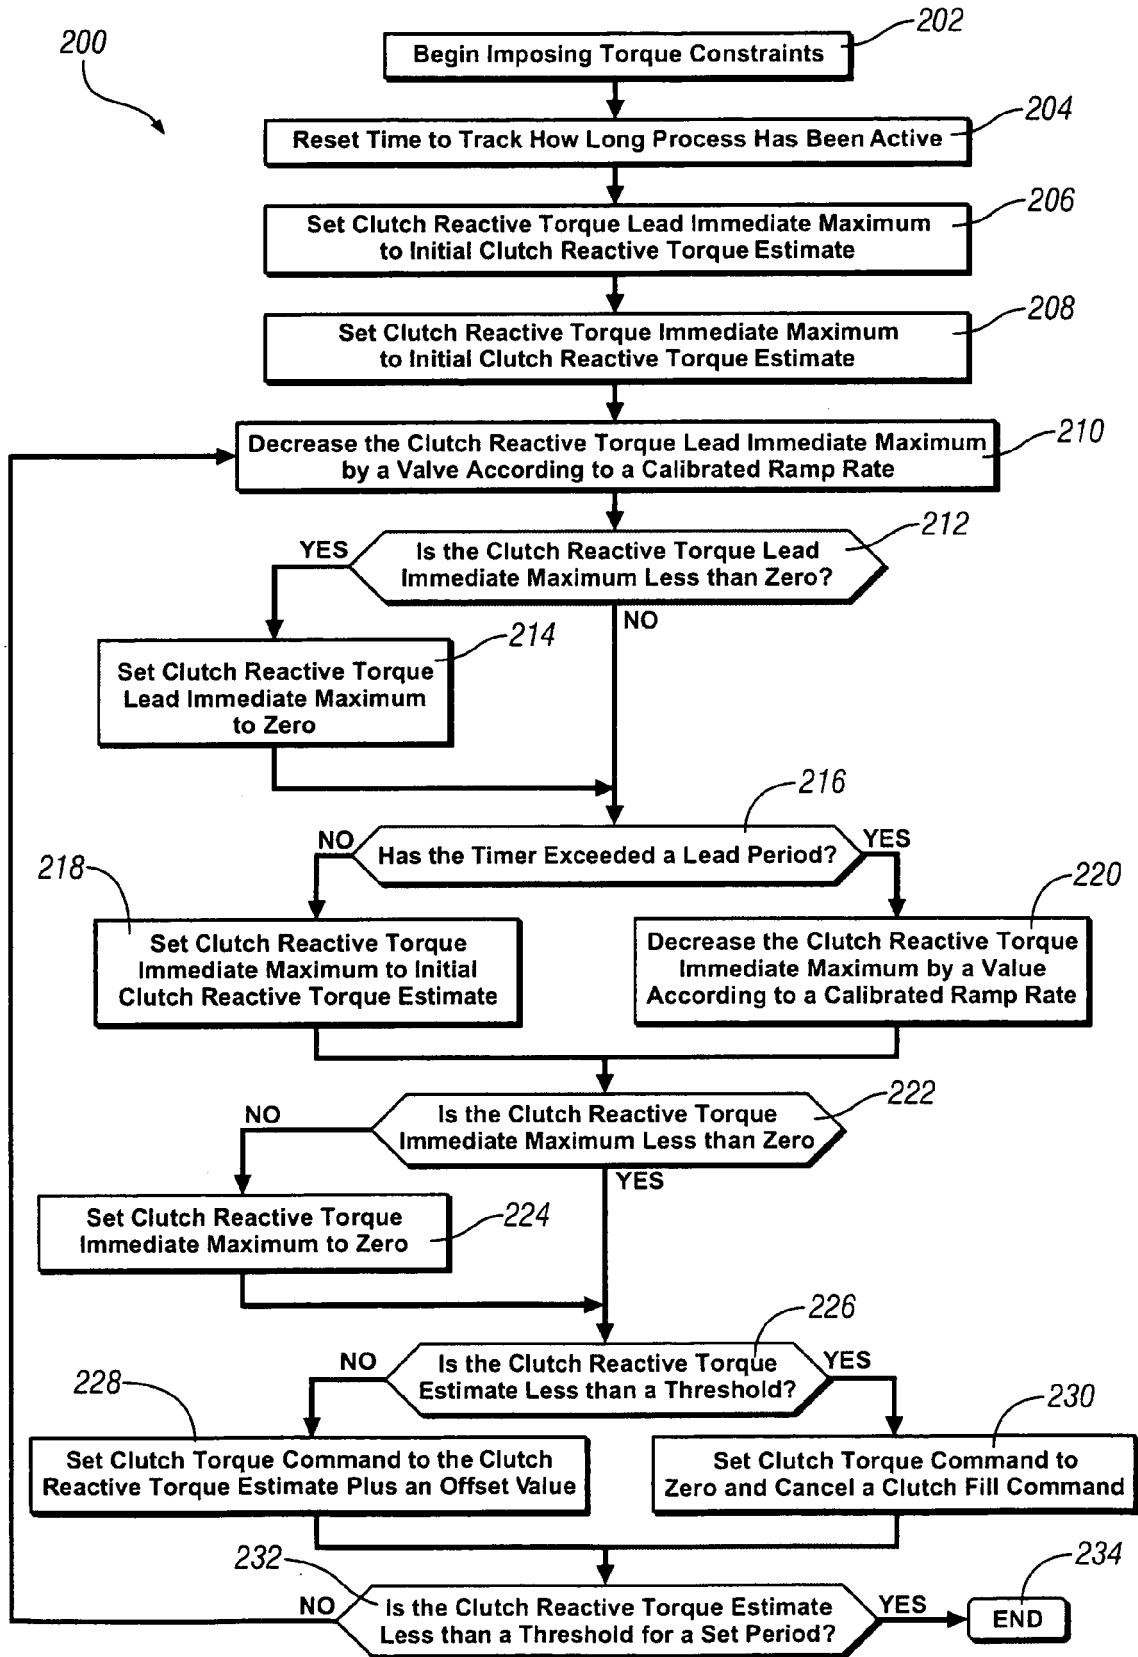 200
202
Begin Imposing Torque Constraints
204
Reset Time to Track How Long Process Has Been Active
206
Set Clutch Reactive Torque Lead Immediate Maximum
to Initial Clutch Reactive Torque Estimate
208
Set Clutch Reactive Torque Immediate Maximum
to Initial Clutch Reactive Torque Estimate
210
Decrease the Clutch Reactive Torque Lead Immediate Maximum
by a Valve According to a Calibrated Ramp Rate
212
YES
Is the Clutch Reactive Torque Lead
Immediate Maximum Less than Zero?
NO
214
Set Clutch Reactive Torque
Lead Immediate Maximum
to Zero
216
NO
Has the Timer Exceeded a Lead Period?
YES
218
Set Clutch Reactive Torque
Immediate Maximum to Initial
Clutch Reactive Torque Estimate
220
Decrease the Clutch Reactive Torque
Immediate Maximum by a Value
According to a Calibrated Ramp Rate
222
NO
Is the Clutch Reactive Torque
Immediate Maximum Less than Zero
YES
224
Set Clutch Reactive Torque
Immediate Maximum to Zero
226
NO
Is the Clutch Reactive Torque
Estimate Less than a Threshold?
YES
228
Set Clutch Torque Command to the Clutch
Reactive Torque Estimate Plus an Offset Value
230
Set Clutch Torque Command to
Zero and Cancel a Clutch Fill Command
232
NO
Is the Clutch Reactive Torque Estimate
Less than a Threshold for a Set Period?
YES
234
END